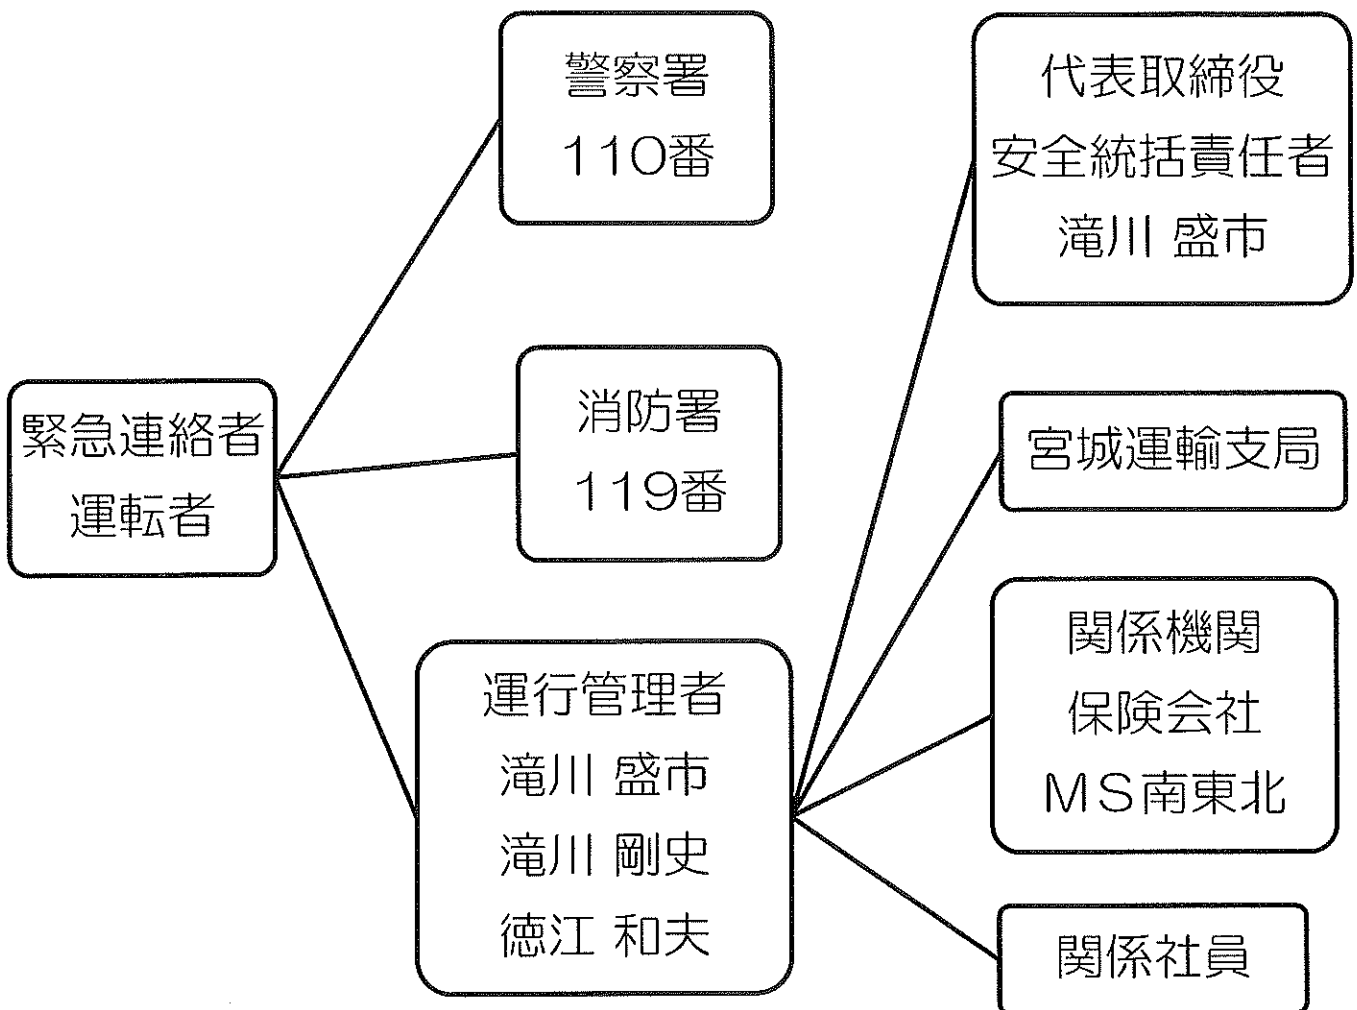 緊急連絡者
運転者
警察署
110番
消防署
119番
運行管理者
滝川 盛市
滝川 剛史
徳江 和夫
代表取締役
安全統括責任者
滝川 盛市
宮城運輸支局
関係機関
保険会社
MS南東北
関係社員